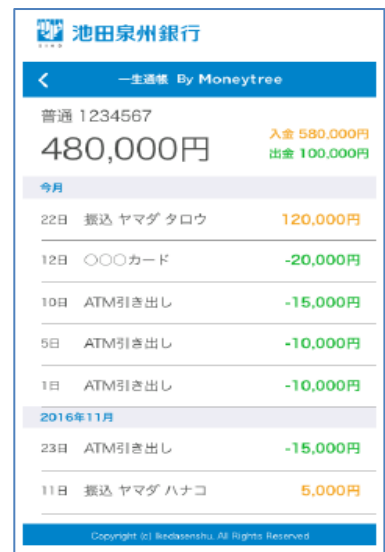 池田泉州銀行
一生通帳 By Moneytree
普通 1234567
480,000円
入金 580,000円
出金 100,000円
今月
22日 振込 ヤマダ タロウ 120,000円
12日 〇〇〇カード -20,000円
10日 ATM引き出し -15,000円
5日 ATM引き出し -10,000円
1日 ATM引き出し -10,000円
2016年11月
23日 ATM引き出し -15,000円
11日 振込 ヤマダ ハナコ 5,000円
Copyright (c) Ikedasenshu. All Rights Reserved